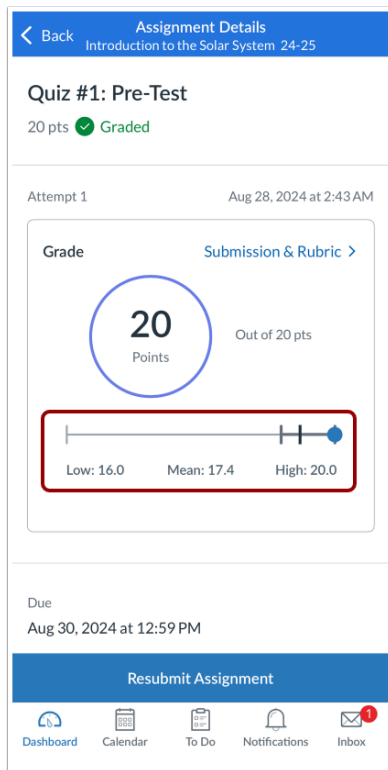 Back
Assignment Details
Introduction to the Solar System 24-25
Quiz #1: Pre-Test
20 pts Graded
Attempt 1 Aug 28, 2024 at 2:43 AM
Grade Submission & Rubric
20
Points
Out of 20 pts
Low: 16.0 Mean: 17.4 High: 20.0
Due
Aug 30, 2024 at 12:59 PM
Resubmit Assignment
1
Dashboard Calendar To Do Notifications Inbox